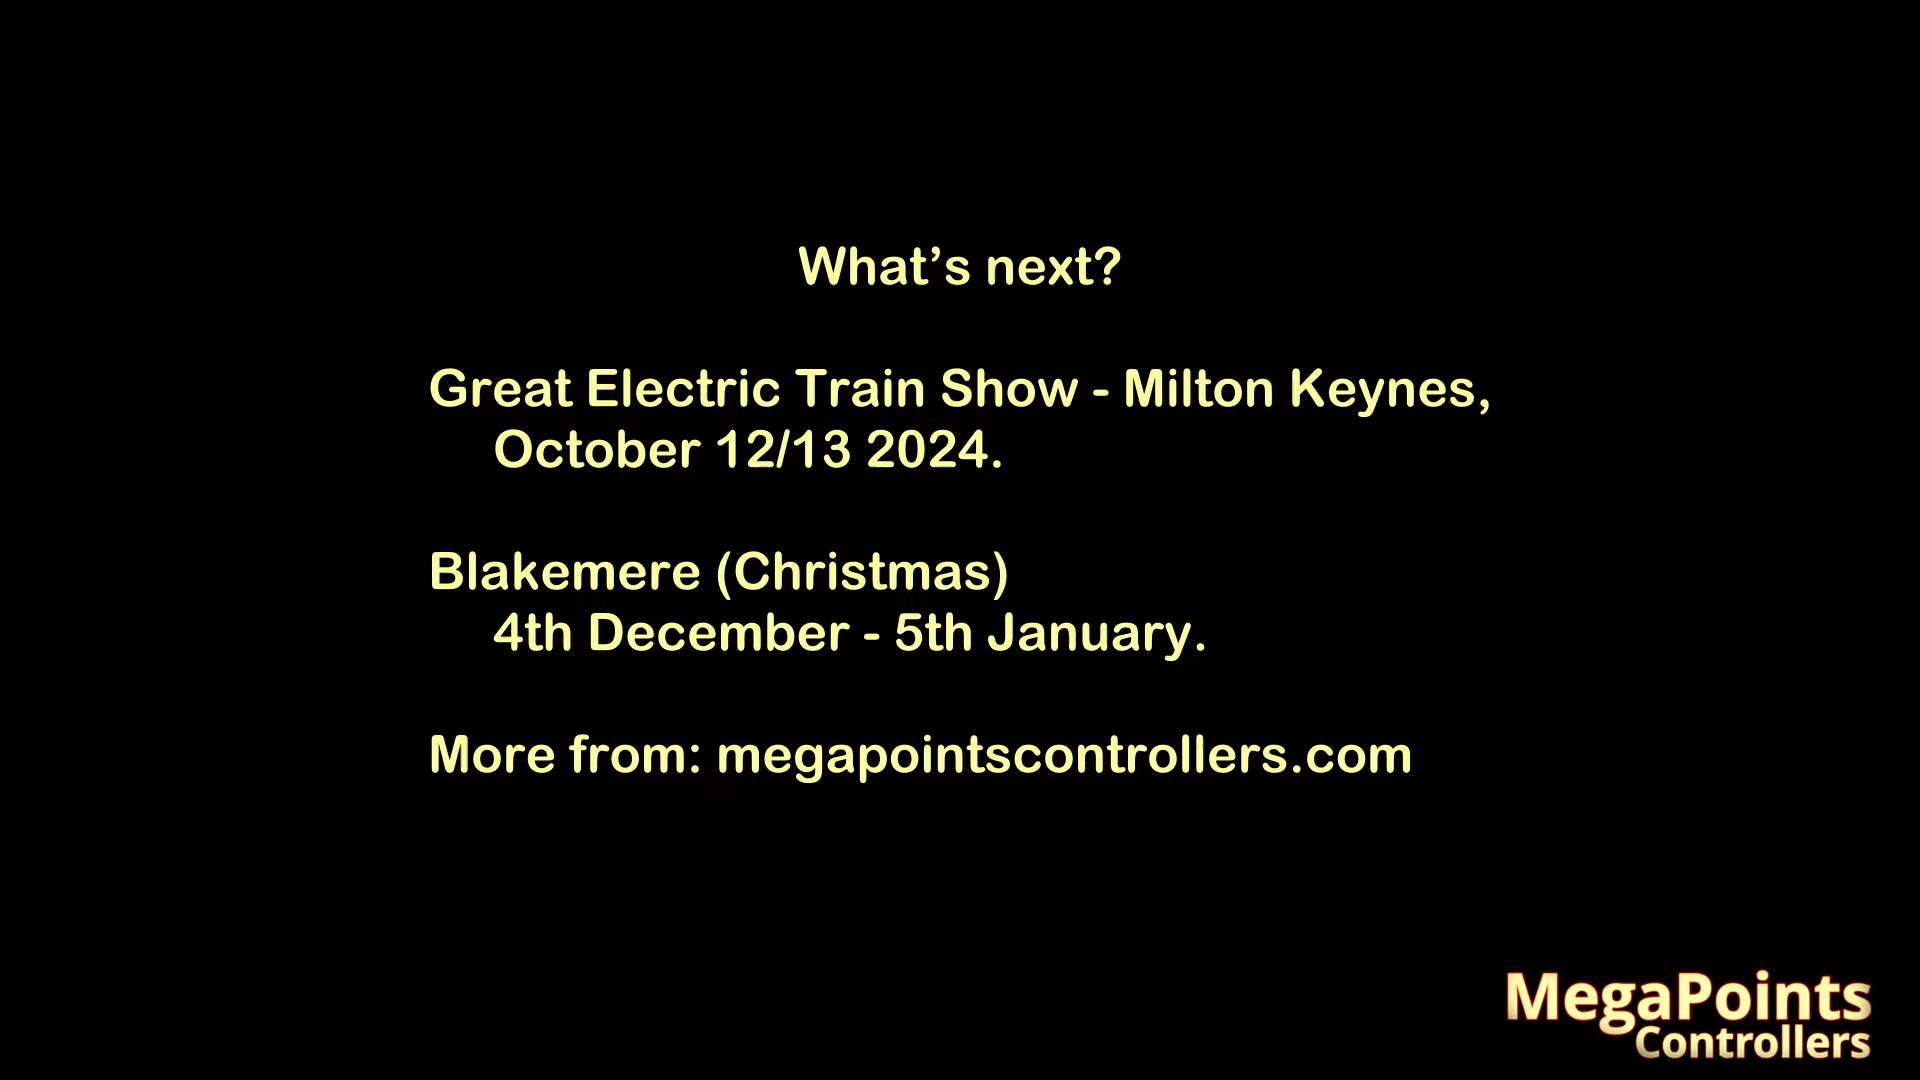 What’s next?
Great Electric Train Show - Milton Keynes,
October 12/13 2024.
Blakemere (Christmas)
4th December - 5th January.
More from: megapointscontrollers.com
MegaPoints
Controllers